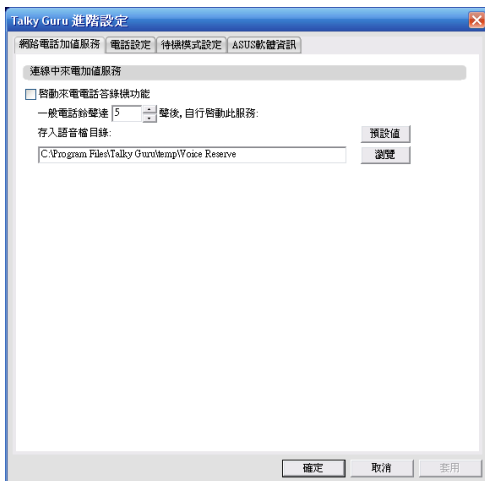 Talky Guru 進階設定
網路電話加值服務 電話設定 待機模式設定 ASUS軟體資訊
連線中來電加值服務
啓動來電電話答錄機功能
一般電話鈴聲達 5 聲後, 自行啓動此服務:
存入語音檔目錄: 預設值
C:\Program Files\Talky Guru\temp\Voice Reserve 瀏覽
確定 取消 套用